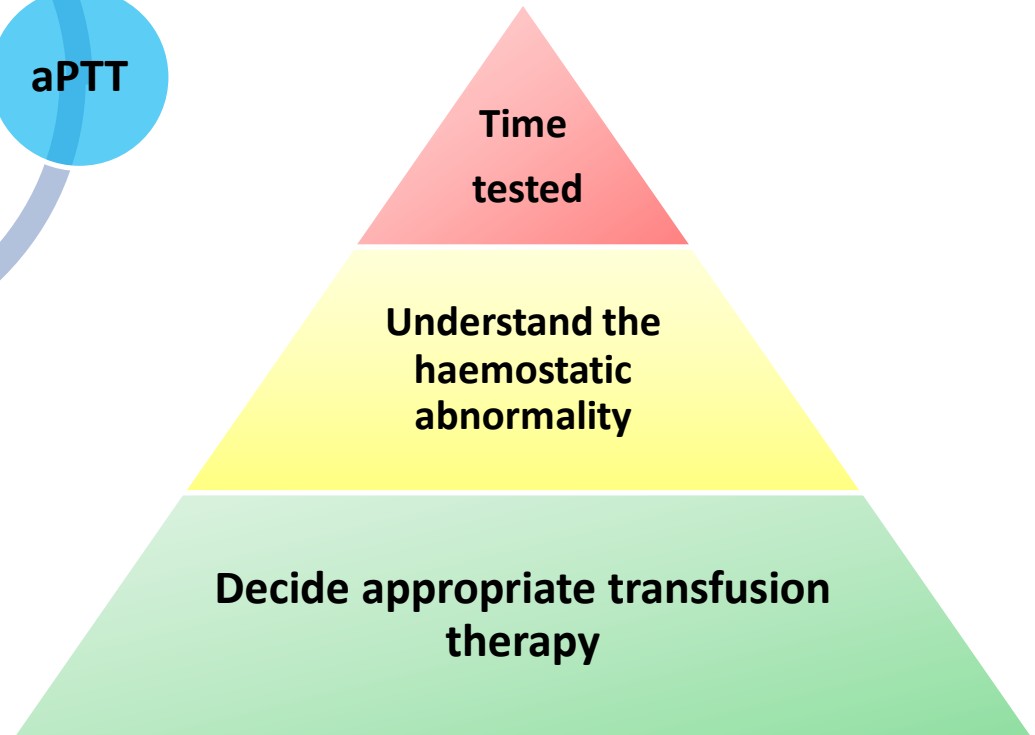 aPTT
Time
tested
Understand the
haemostatic
abnormality
Decide appropriate transfusion
therapy